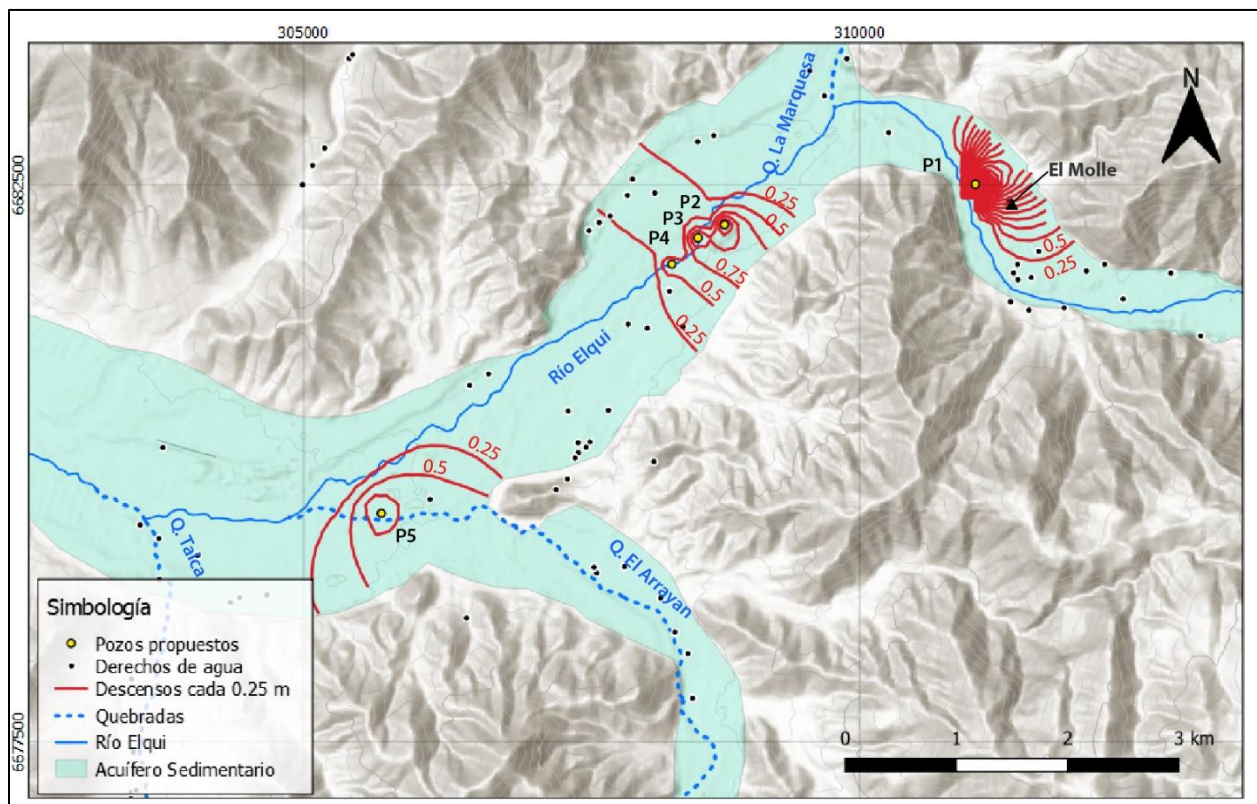 305000
310000
N
Q. La Marquesa
P1
El Molle
6682500
P2
0.25
P3
0.5
P4
0.75
0.5
0.5
0.25
0.25
Río Elqui
0.25
0.5
P5
Q. Talca
Q. El Arrayan
Simbología
Pozos propuestos
Derechos de agua
Descensos cada 0.25 m
Quebradas
Río Elqui
Acuífero Sedimentario
6677500
0 1 2 3 km